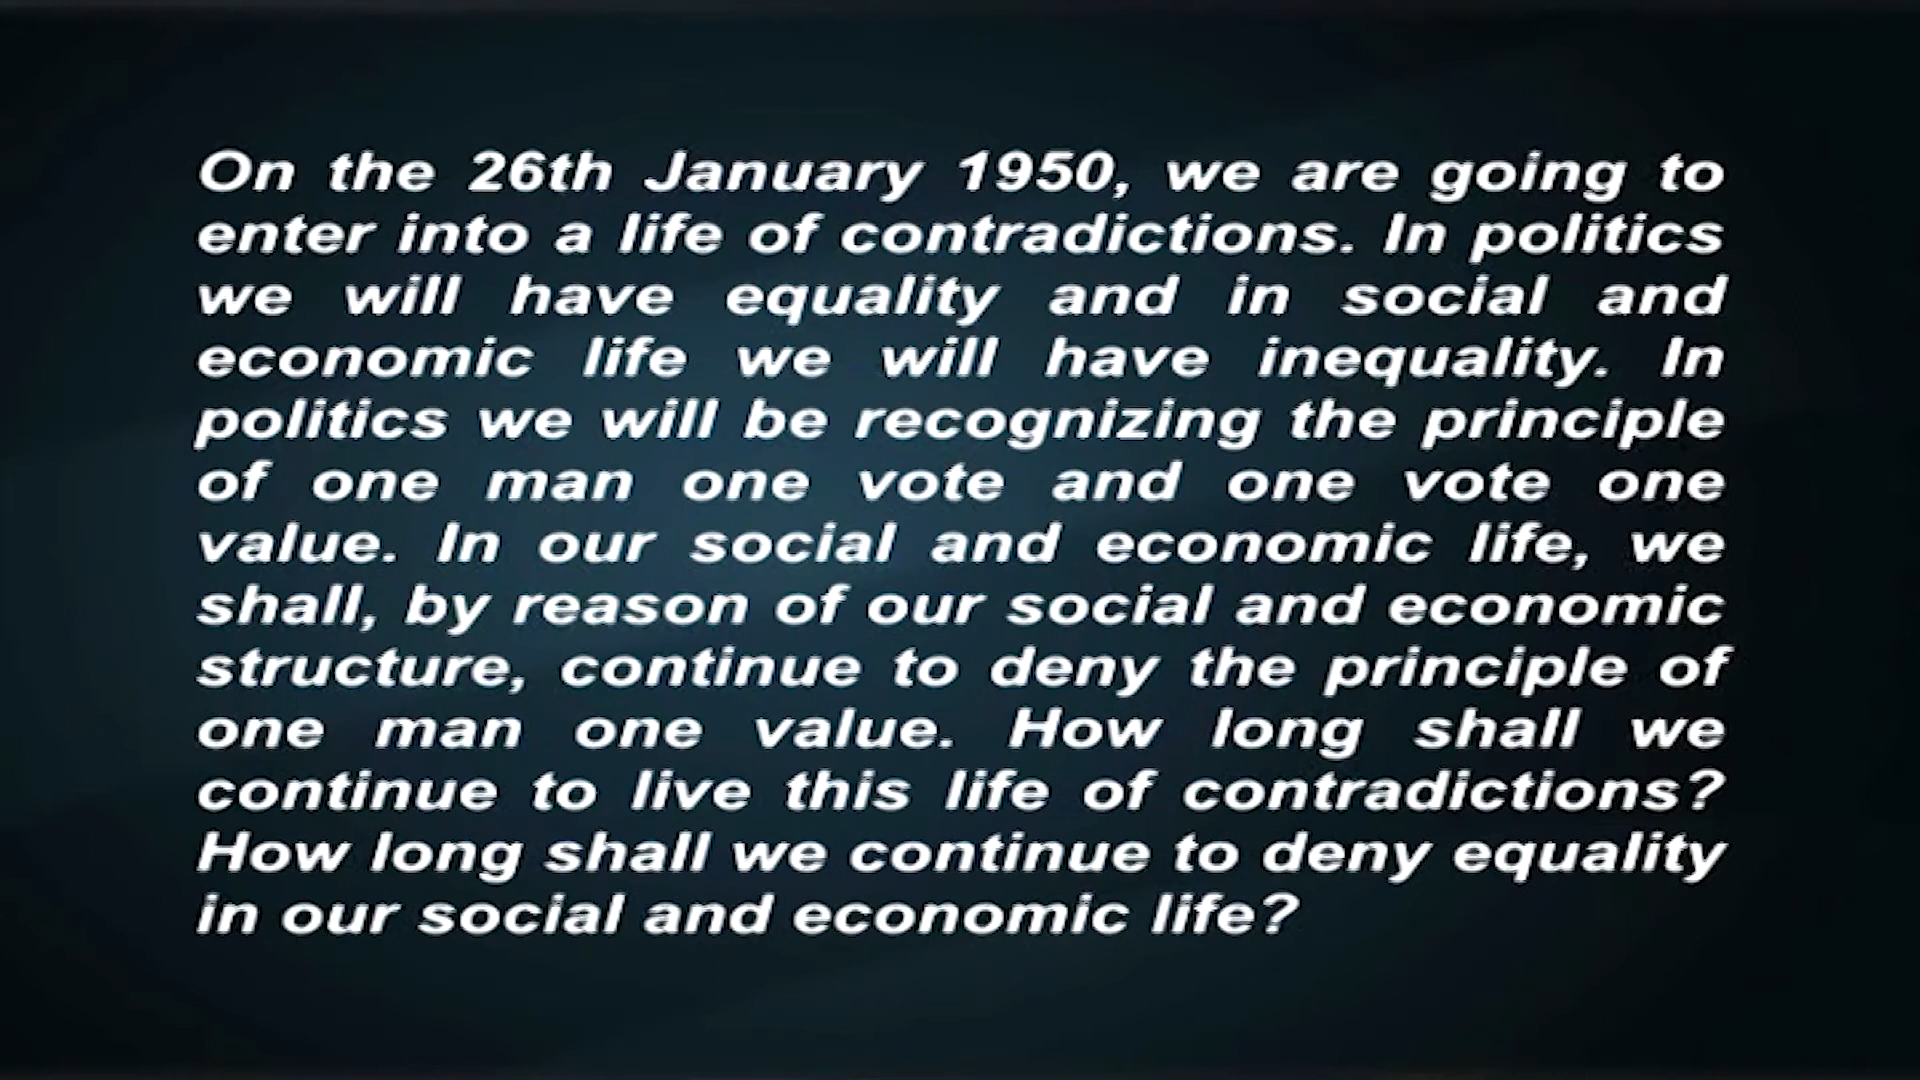 On the 26th January 1950, we are going to
enter into a life of contradictions. In politics
we will have equality and in social and
economic life we will have inequality. In
politics we will be recognizing the principle
of one man one vote and one vote one
value. In our social and economic life, we
shall, by reason of our social and economic
structure, continue to deny the principle of
one man one value. How long shall we
continue to live this life of contradictions?
How long shall we continue to deny equality
in our social and economic life?